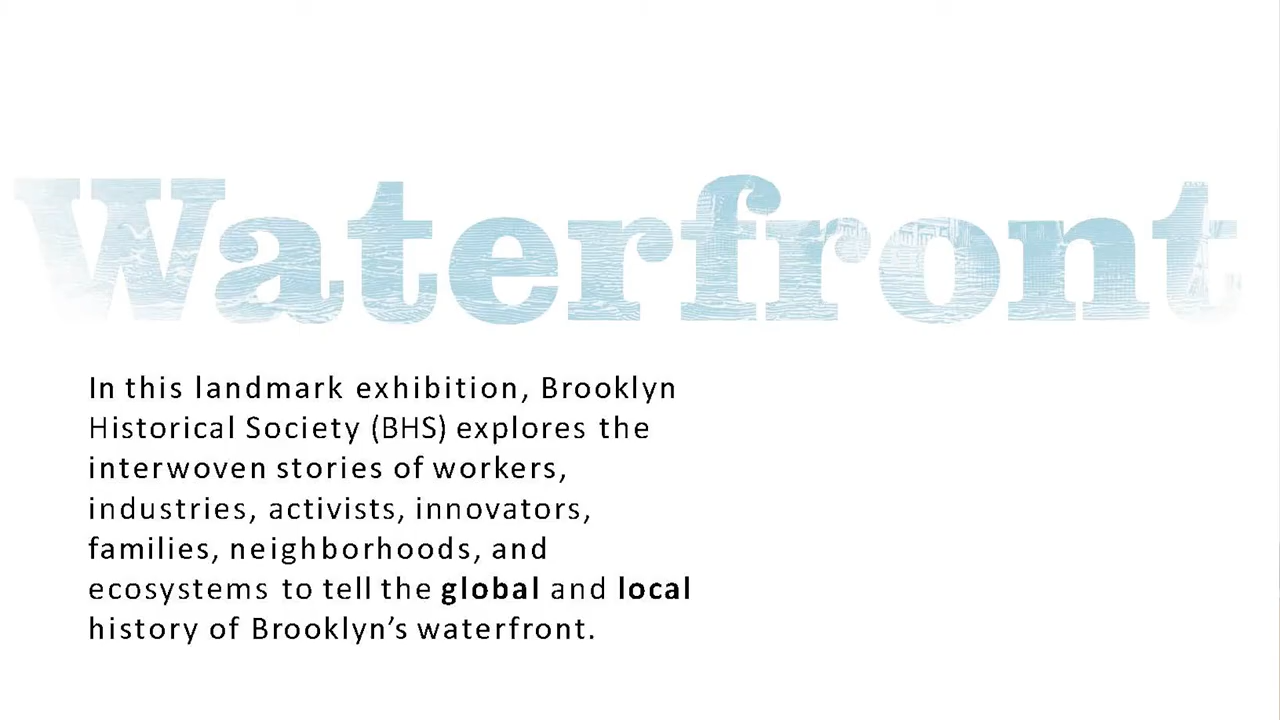 Waterfront
In this landmark exhibition, Brooklyn
Historical Society (BHS) explores the
interwoven stories of workers,
industries, activists, innovators,
families, neighborhoods, and
ecosystems to tell the global and local
history of Brooklyn’s waterfront.